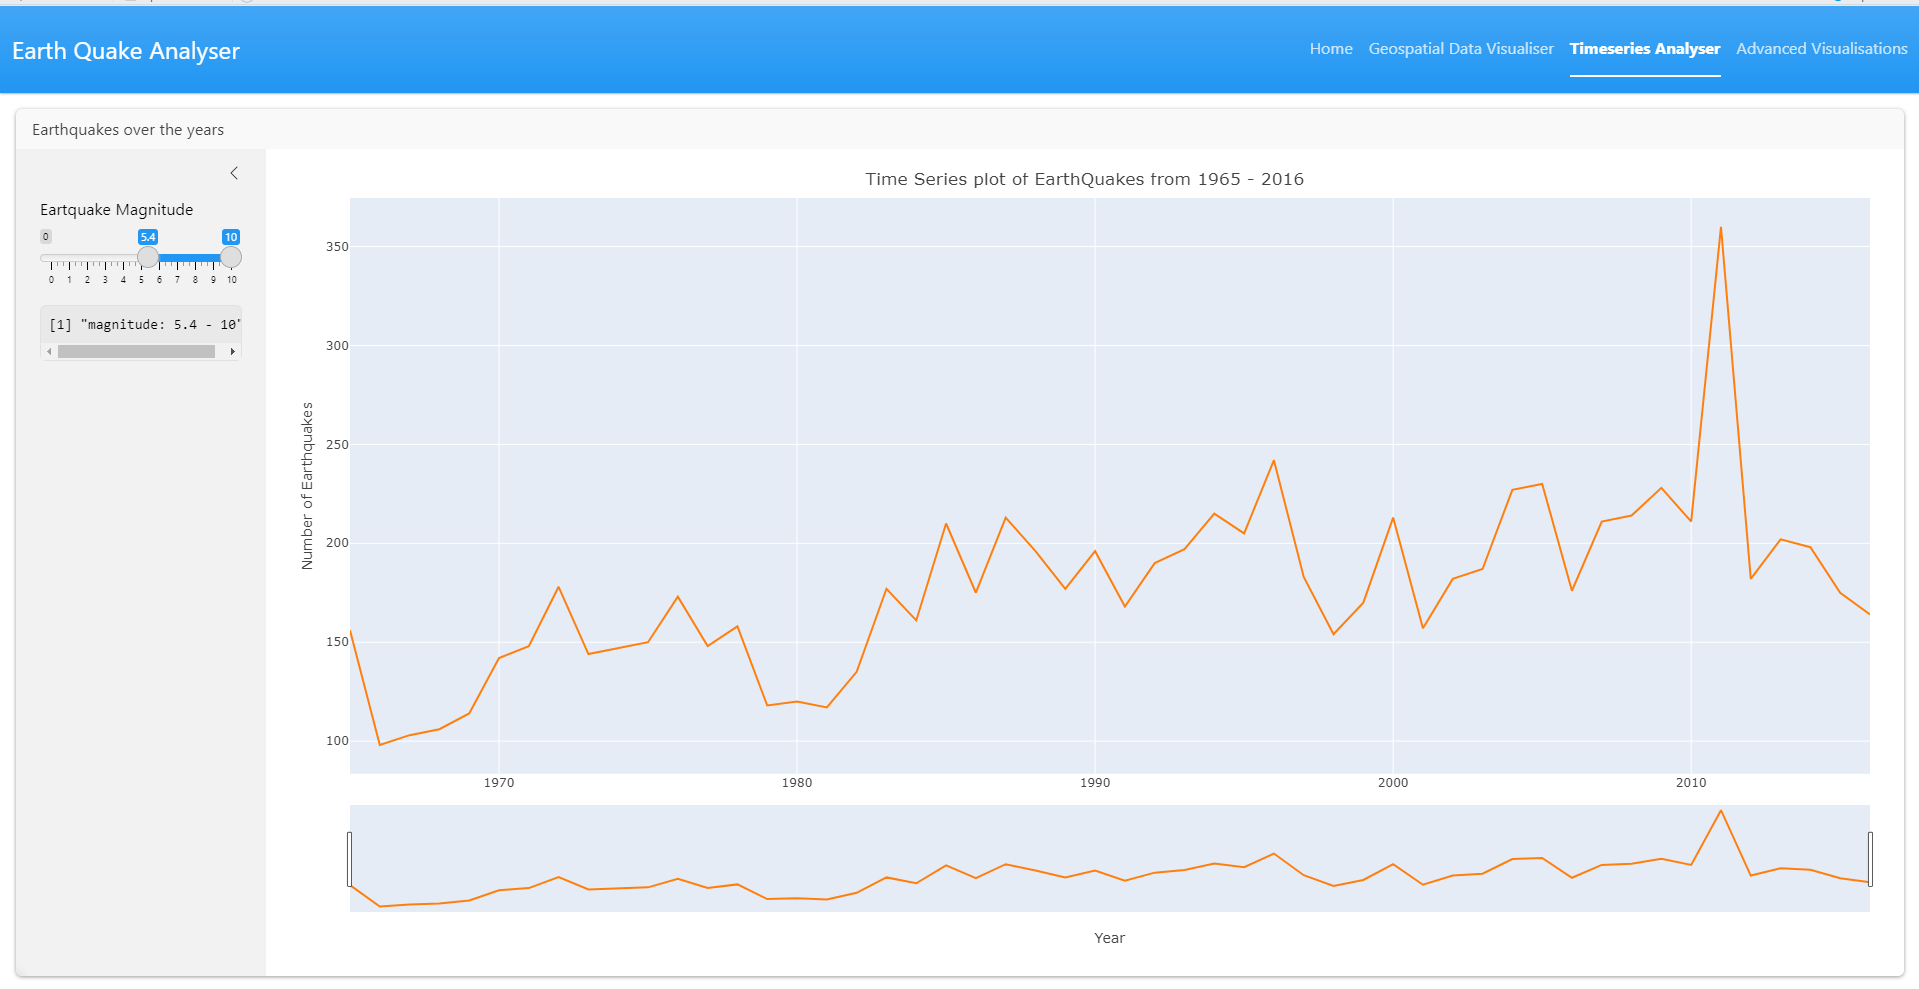 Earth Quake Analyser
Home Geospatial Data Visualiser Timeseries Analyser Advanced Visualisations
Earthquakes over the years
Eartquake Magnitude
0 5.4 10
0 1 2 3 4 5 6 7 8 9 10
[1] "magnitude: 5.4 - 10"
Time Series plot of EarthQuakes from 1965 - 2016
Number of Earthquakes
350
300
250
200
150
100
1970 1980 1990 2000 2010
Year